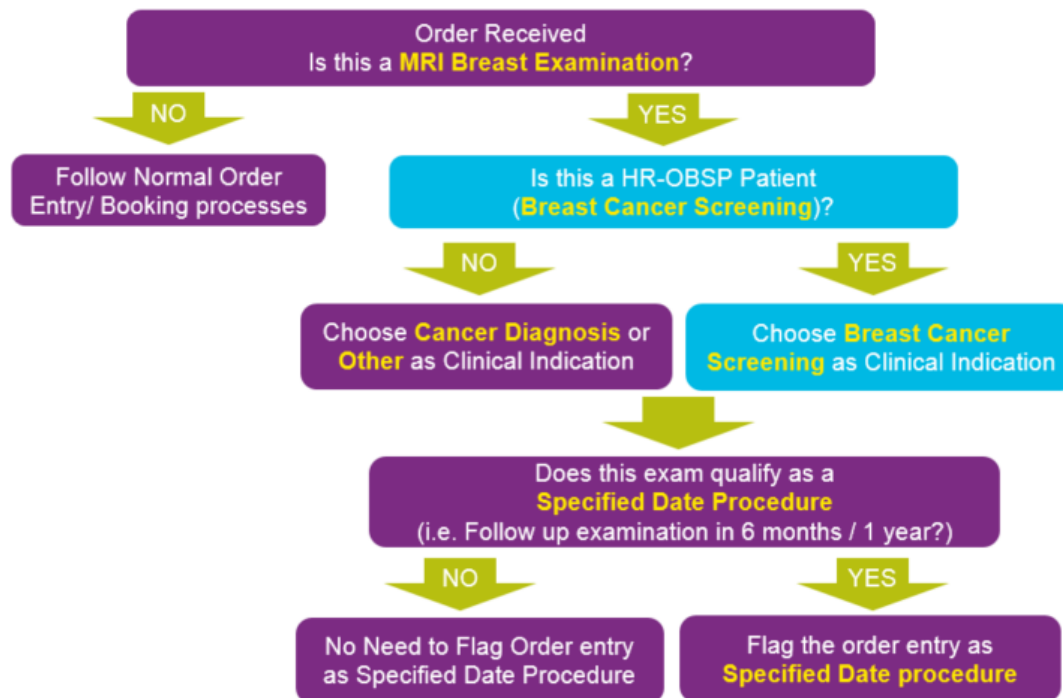 Order Received
Is this a MRI Breast Examination?
NO
YES
Follow Normal Order
Entry/ Booking processes
Is this a HR-OBSP Patient
(Breast Cancer Screening)?
NO
YES
Choose Cancer Diagnosis or
Other as Clinical Indication
Choose Breast Cancer
Screening as Clinical Indication
Does this exam qualify as a
Specified Date Procedure
(i.e. Follow up examination in 6 months / 1 year?)
NO
YES
No Need to Flag Order entry
as Specified Date Procedure
Flag the order entry as
Specified Date procedure